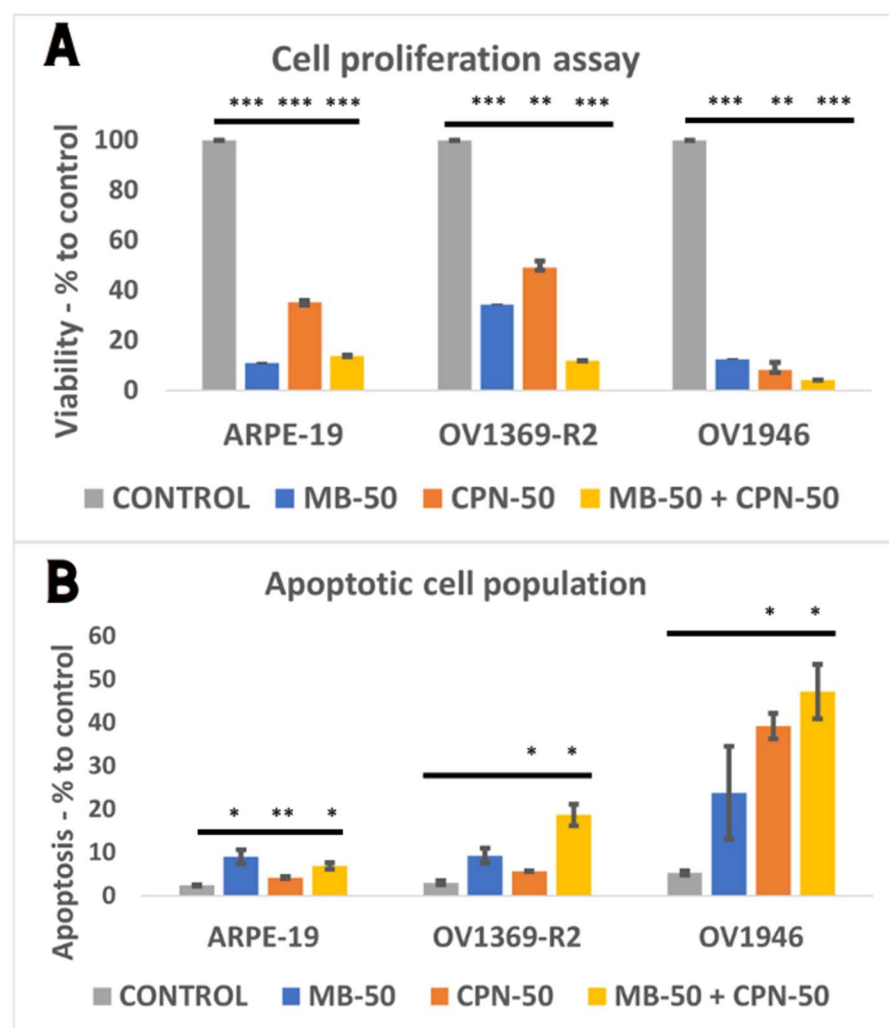 A
Cell proliferation assay
*** *** *** *** ** *** *** ** ***
Viability - % to control
100
80
60
40
20
0
ARPE-19 OV1369-R2 OV1946
CONTROL MB-50 CPN-50 MB-50 + CPN-50
B
Apoptotic cell population
Apoptosis - % to control
60
50
40
30
20
10
0
* *
* *
* ** *
ARPE-19 OV1369-R2 OV1946
CONTROL MB-50 CPN-50 MB-50 + CPN-50